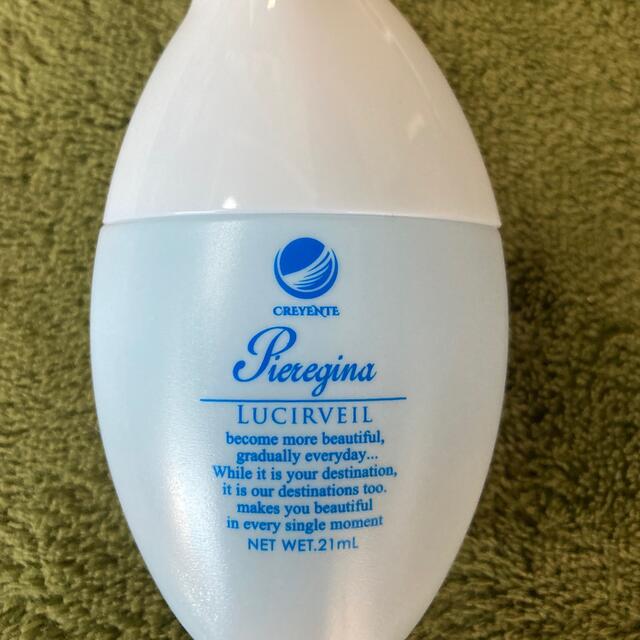 CREYENTE
Pieregina
LUCIRVEIL
become more beautiful,
gradually everyday...
While it is your destination,
it is our destinations too.
makes you beautiful
in every single moment
NET WET.21mL